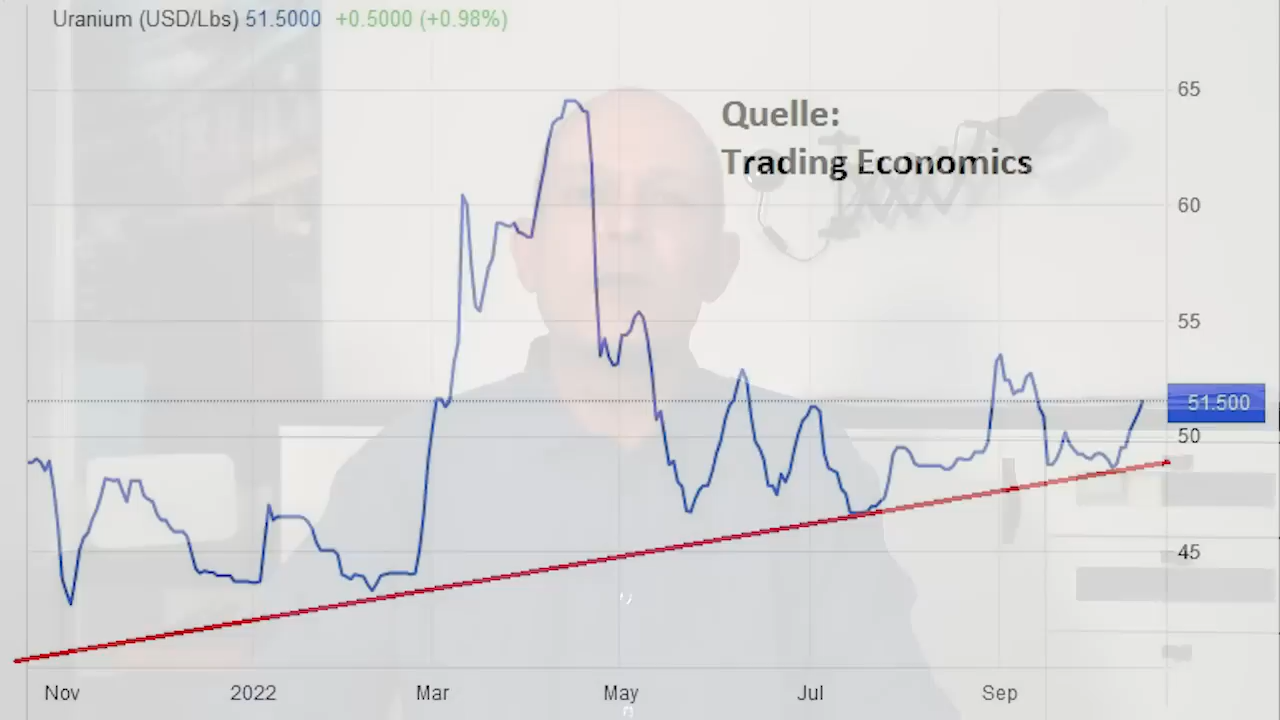 Uranium (USD/Lbs) 51.5000 +0.5000 (+0.98%)
Quelle:
Trading Economics
65
60
55
51.500
50
45
Nov 2022 Mar May Jul Sep